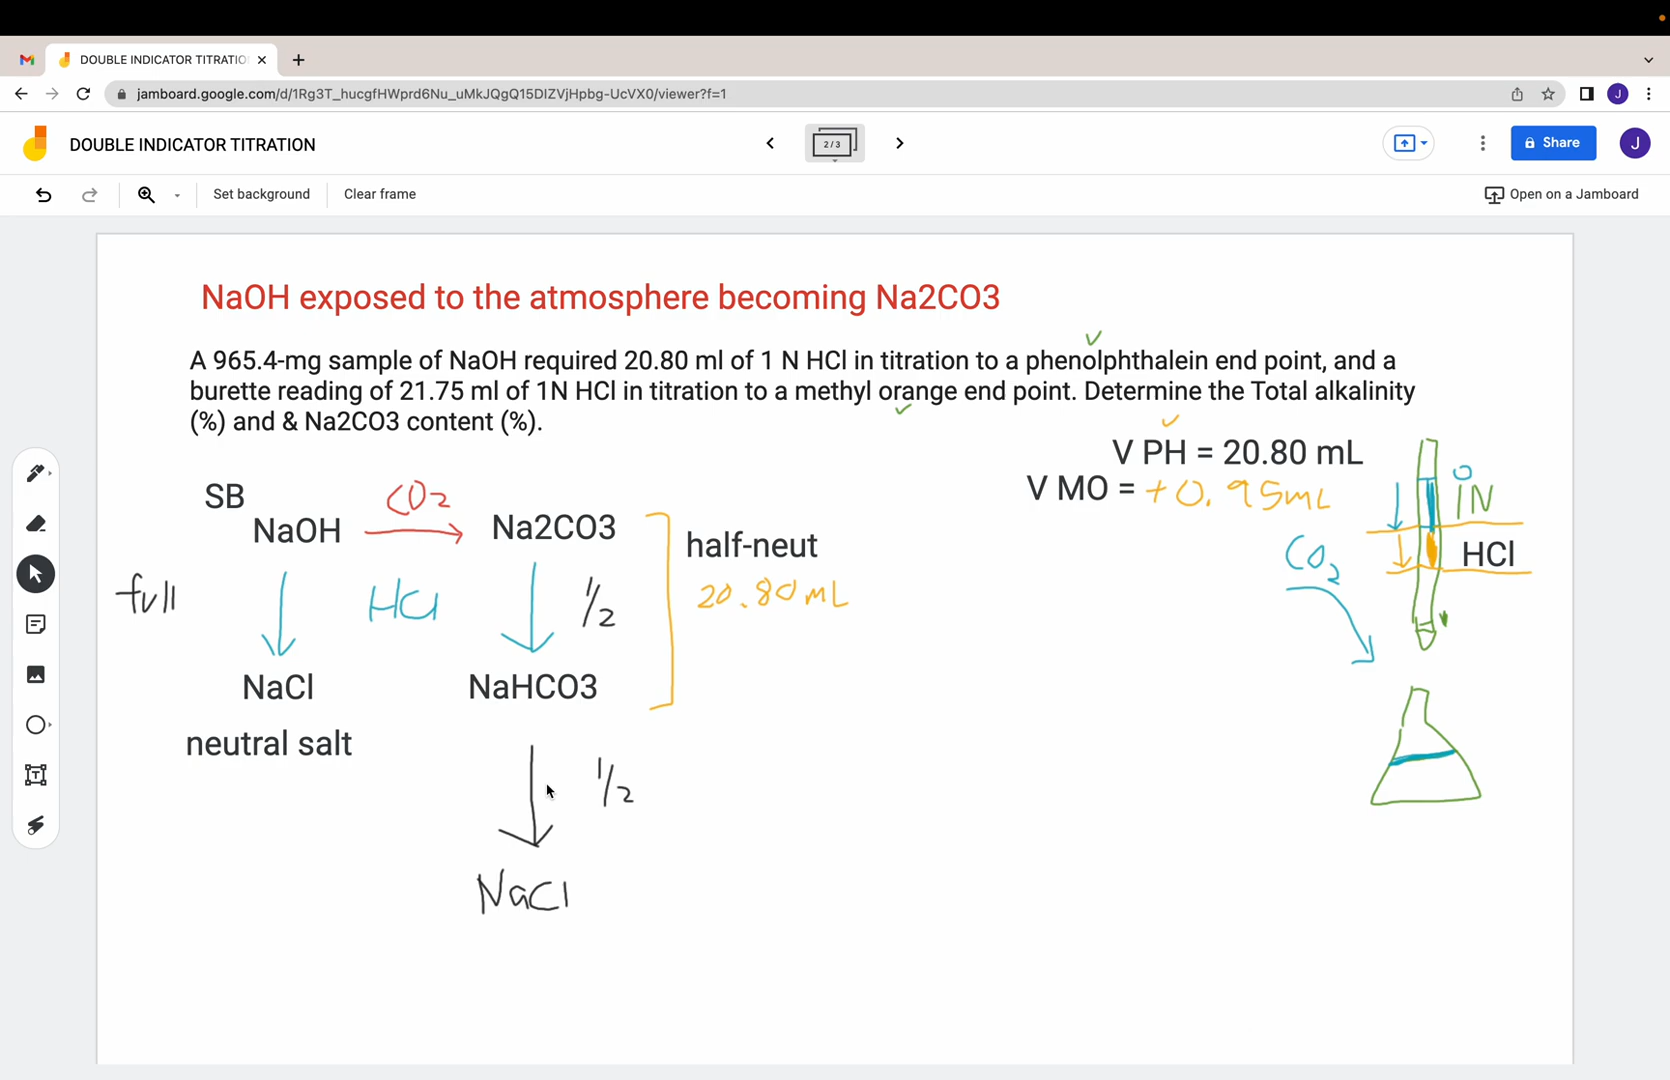 DOUBLE INDICATOR TITRATIO
jamboard.google.com/d/1Rg3T_hucgfHWprd6Nu_uMkJQgQ15DIZVjHpbg-UcVX0/viewer?f=1
J
DOUBLE INDICATOR TITRATION
2 / 3
Share
J
Set background
Clear frame
Open on a Jamboard
NaOH exposed to the atmosphere becoming Na2CO3
A 965.4-mg sample of NaOH required 20.80 ml of 1 N HCl in titration to a phenolphthalein end point, and a
burette reading of 21.75 ml of 1N HCl in titration to a methyl orange end point. Determine the Total alkalinity
(%) and & Na2CO3 content (%).
V PH = 20.80 mL
V MO = +0.95mL
0
1N
HCl
CO2
SB
NaOH
CO2
Na2CO3
half-neut
20.80mL
full
HCl
1/2
NaCl
NaHCO3
neutral salt
1/2
NaCl